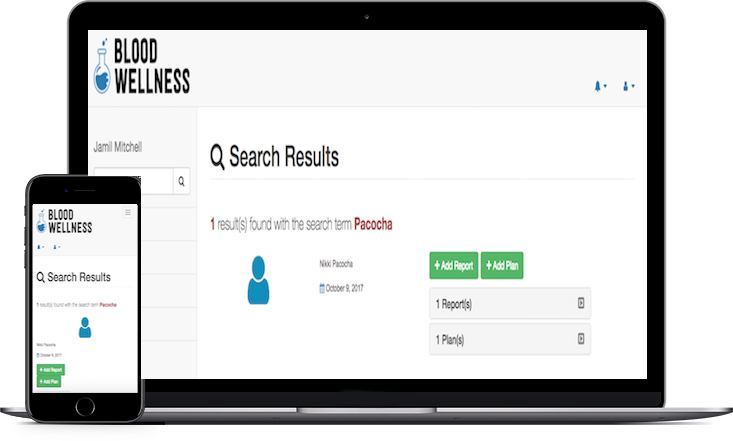 BLOOD
WELLNESS
Jamil Mitchell
Search Results
1 result(s) found with the search term Pacocha
Nikki Pacocha
October 9, 2017
+ Add Report
+ Add Plan
1 Report(s)
1 Plan(s)
BLOOD
WELLNESS
Search Results
1 result(s) found with the search term Pacocha
Nikki Pacocha
October 9, 2017
+ Add Report
+ Add Plan